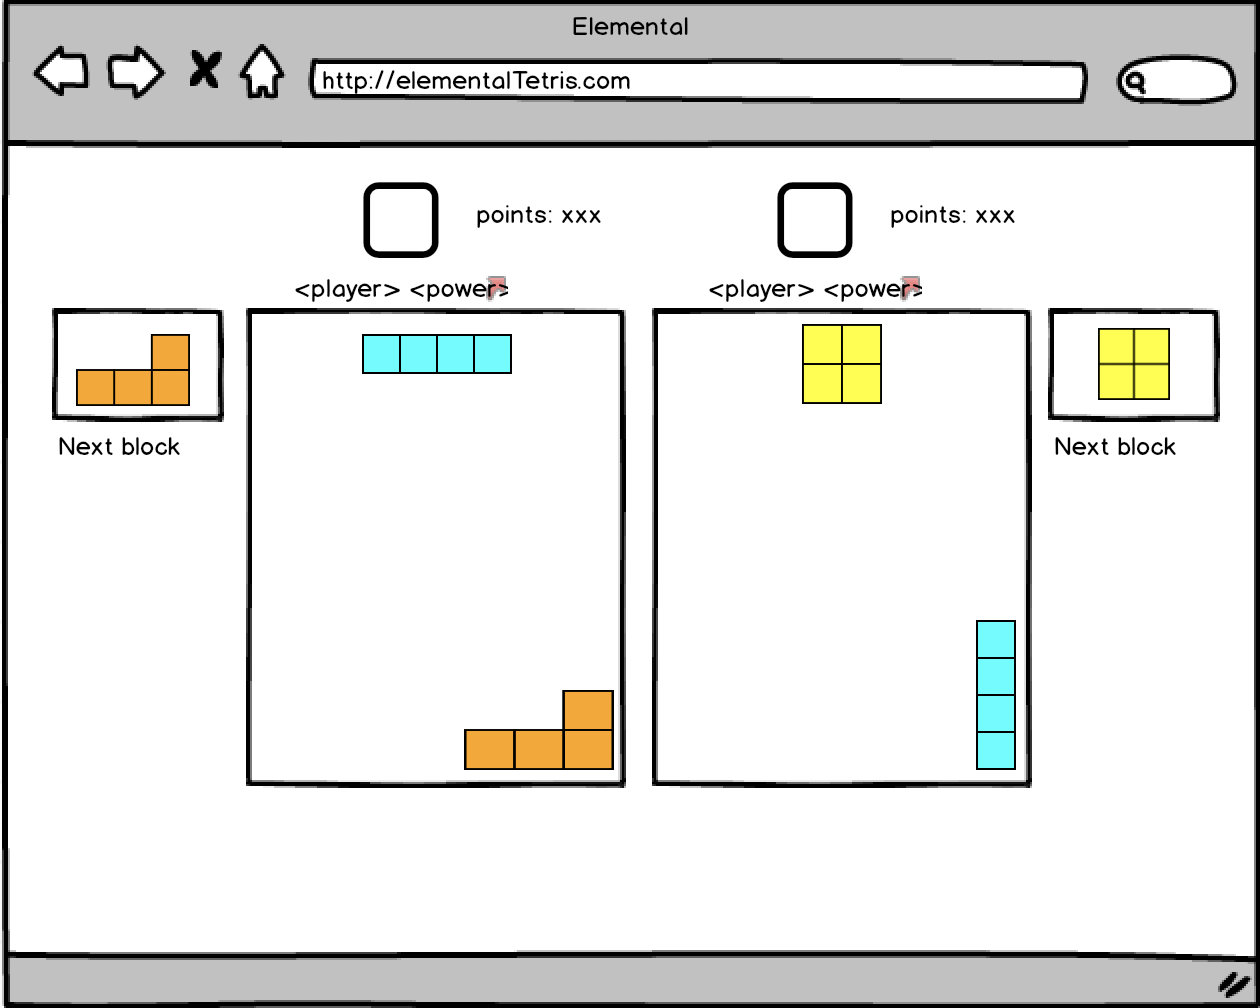 Elemental
http://elementalTetris.com
points: xxx
points: xxx
<player> <power>
<player> <power>
Next block
Next block